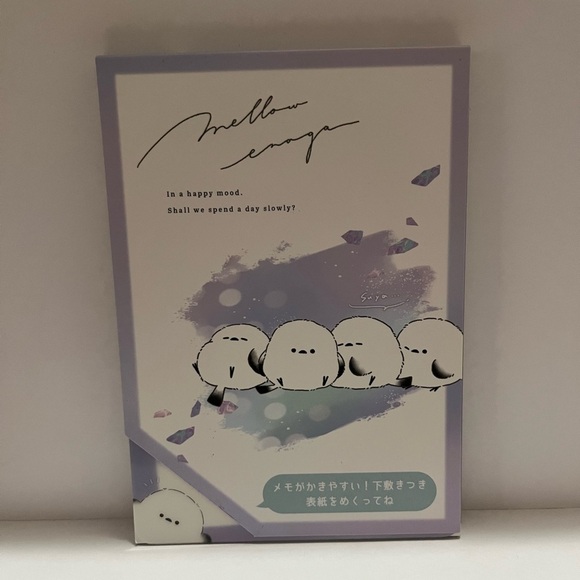 mellow
enaga
In a happy mood.
Shall we spend a day slowly?
メモがかきやすい！下敷きつき
表紙をめくってね